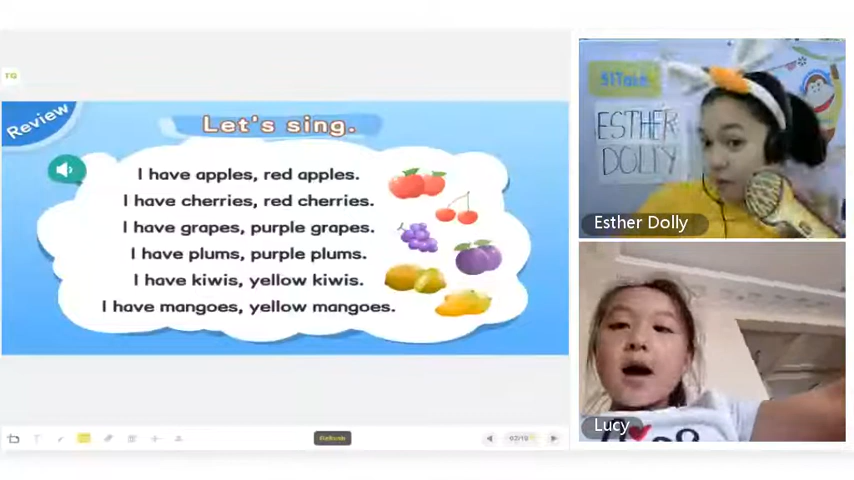 TG
Review
Let's sing.
I have apples, red apples.
I have cherries, red cherries.
I have grapes, purple grapes.
I have plums, purple plums.
I have kiwis, yellow kiwis.
I have mangoes, yellow mangoes.
51Talk
ESTHER
DOLLY
Esther Dolly
Lucy